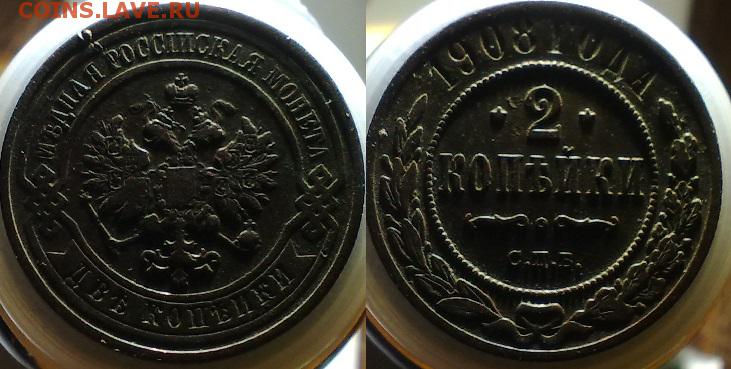 COINS.LAVE.RU
МѢДНАЯ РОССІЙСКАЯ МОНЕТА
ДВѢ КОПѢЙКИ
1908 ГОДА
2
КОПѢЙКИ
С.П.Б.